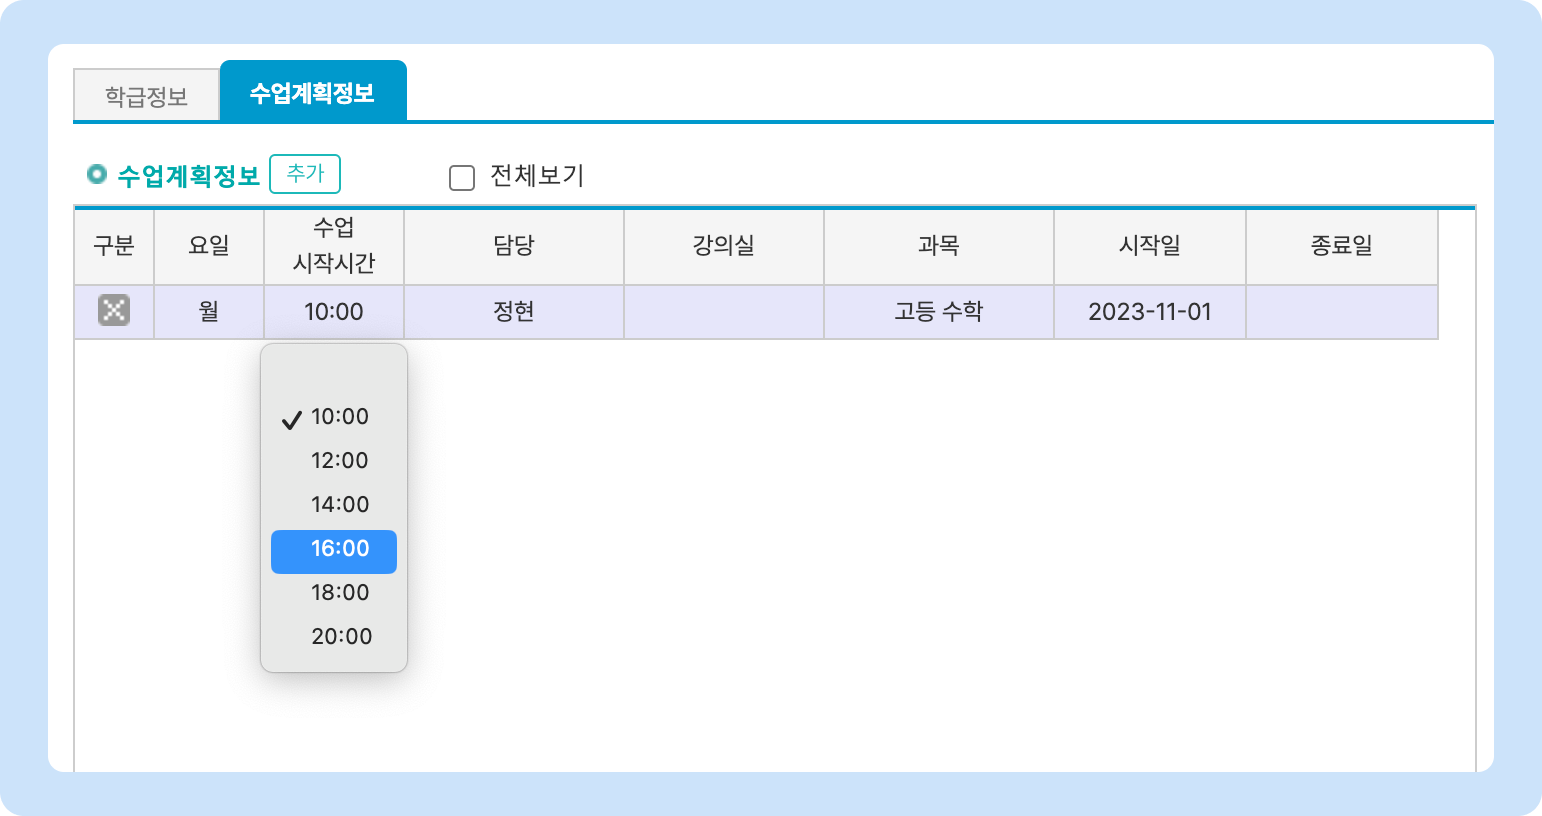 학급정보
수업계획정보
수업계획정보
추가
전체보기
구분
요일
수업
시작시간
담당
강의실
과목
시작일
종료일
월
10:00
정현
고등 수학
2023-11-01
10:00
12:00
14:00
16:00
18:00
20:00